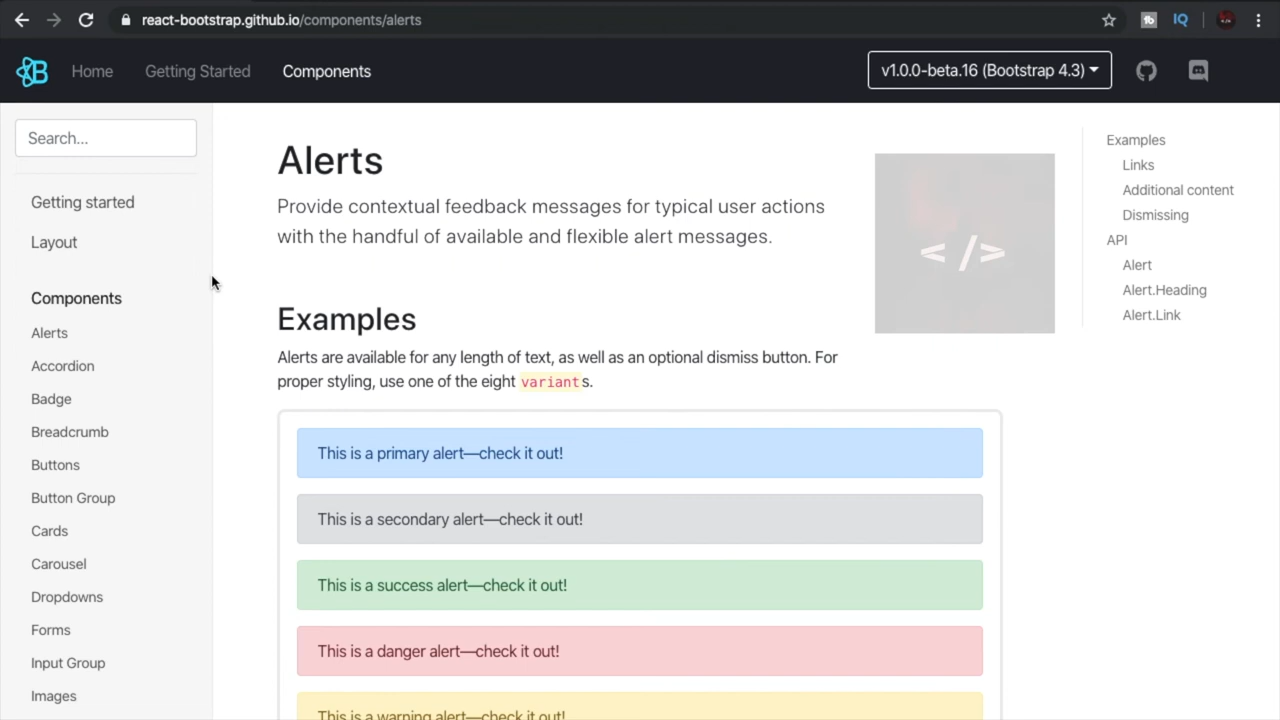 react-bootstrap.github.io/components/alerts
IQ
B
Home
Getting Started
Components
v1.0.0-beta.16 (Bootstrap 4.3)
Search...
Getting started
Layout
Components
Alerts
Accordion
Badge
Breadcrumb
Buttons
Button Group
Cards
Carousel
Dropdowns
Forms
Input Group
Images
Alerts
Provide contextual feedback messages for typical user actions
with the handful of available and flexible alert messages.
Examples
Alerts are available for any length of text, as well as an optional dismiss button. For
proper styling, use one of the eight variants.
This is a primary alert—check it out!
This is a secondary alert—check it out!
This is a success alert—check it out!
This is a danger alert—check it out!
This is a warning alert—check it out!
</>
Examples
Links
Additional content
Dismissing
API
Alert
Alert.Heading
Alert.Link